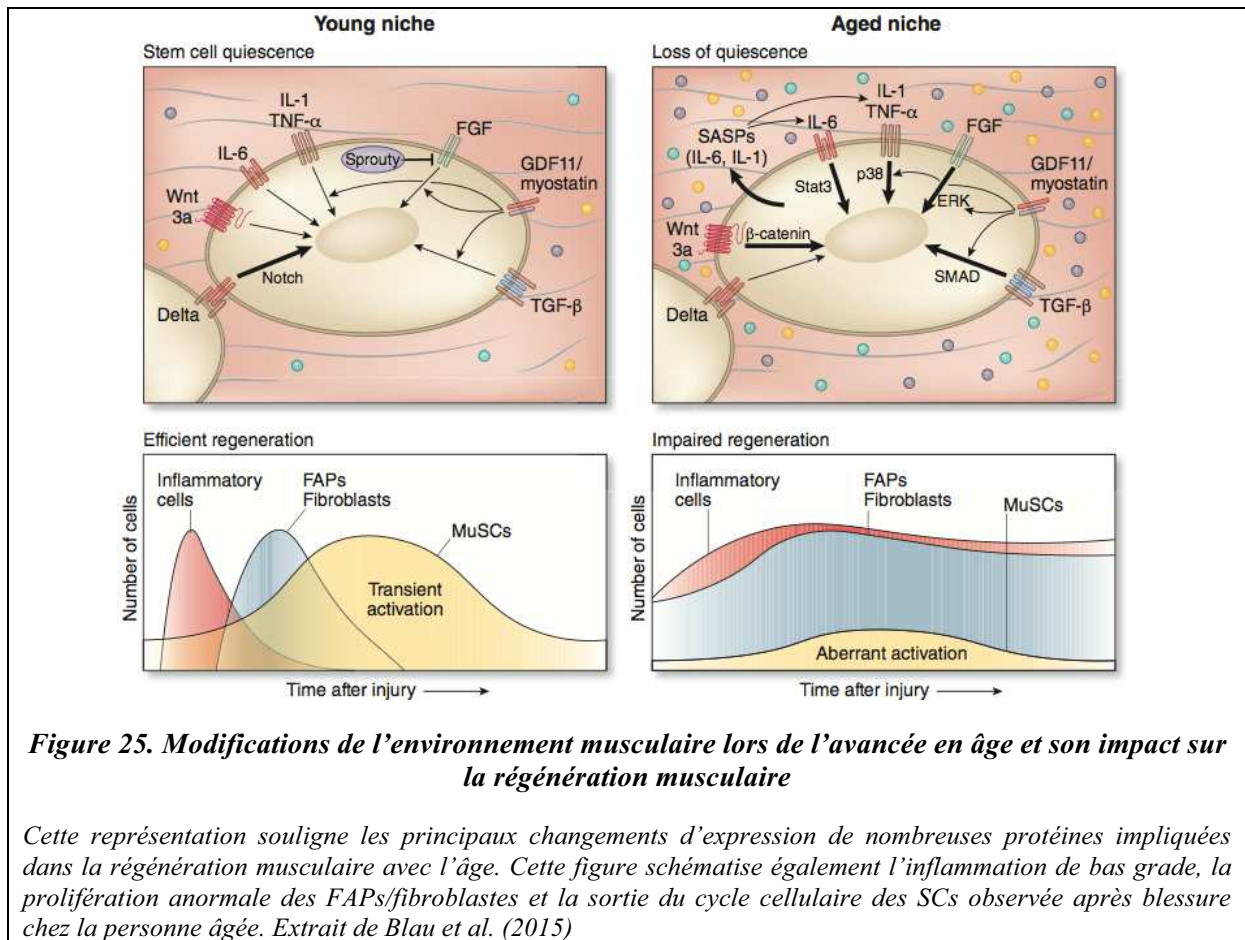 Young niche
Stem cell quiescence
IL-1
TNF-α
FGF
IL-6
Sprouty
GDF11/
myostatin
Wnt
3a
Notch
Delta
TGF-β
Aged niche
Loss of quiescence
IL-1
TNF-α
IL-6
FGF
SASPs
(IL-6, IL-1)
GDF11/
myostatin
p38
Stat3
ERK
Wnt
3a
β-catenin
SMAD
Delta
TGF-β
Efficient regeneration
Number of cells
Inflammatory
cells
FAPs
Fibroblasts
MuSCs
Transient
activation
Time after injury
Impaired regeneration
Number of cells
Inflammatory
cells
FAPs
Fibroblasts
MuSCs
Aberrant activation
Time after injury
Figure 25. Modifications de l’environnement musculaire lors de l’avancée en âge et son impact sur
la régénération musculaire
Cette représentation souligne les principaux changements d’expression de nombreuses protéines impliquées
dans la régénération musculaire avec l’âge. Cette figure schématise également l’inflammation de bas grade, la
prolifération anormale des FAPs/fibroblastes et la sortie du cycle cellulaire des SCs observée après blessure
chez la personne âgée. Extrait de Blau et al. (2015)